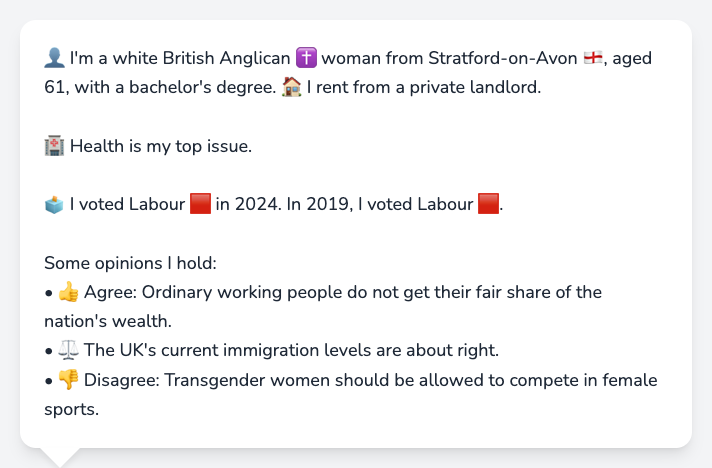 👤 I'm a white British Anglican ✝️ woman from Stratford-on-Avon 🏴󠁧󠁢󠁥󠁮󠁧󠁿, aged
61, with a bachelor's degree. 🏠 I rent from a private landlord.
🏥 Health is my top issue.
🗳️ I voted Labour 🟥 in 2024. In 2019, I voted Labour 🟥.
Some opinions I hold:
• 👍 Agree: Ordinary working people do not get their fair share of the
nation's wealth.
• ⚖️ The UK's current immigration levels are about right.
• 👎 Disagree: Transgender women should be allowed to compete in female
sports.